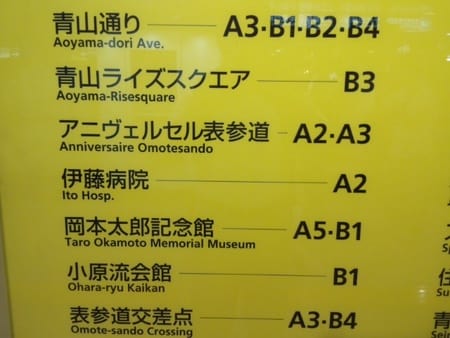 青山通り A3·B1·B2·B4
Aoyama-dori Ave.
青山ライズスクエア B3
Aoyama-Risesquare
アニヴェルセル表参道 A2·A3
Anniversaire Omotesando
伊藤病院 A2
Ito Hosp.
岡本太郎記念館 A5·B1
Taro Okamoto Memorial Museum
小原流会館 B1
Ohara-ryu Kaikan
表参道交差点 A3·B4
Omote-sando Crossing